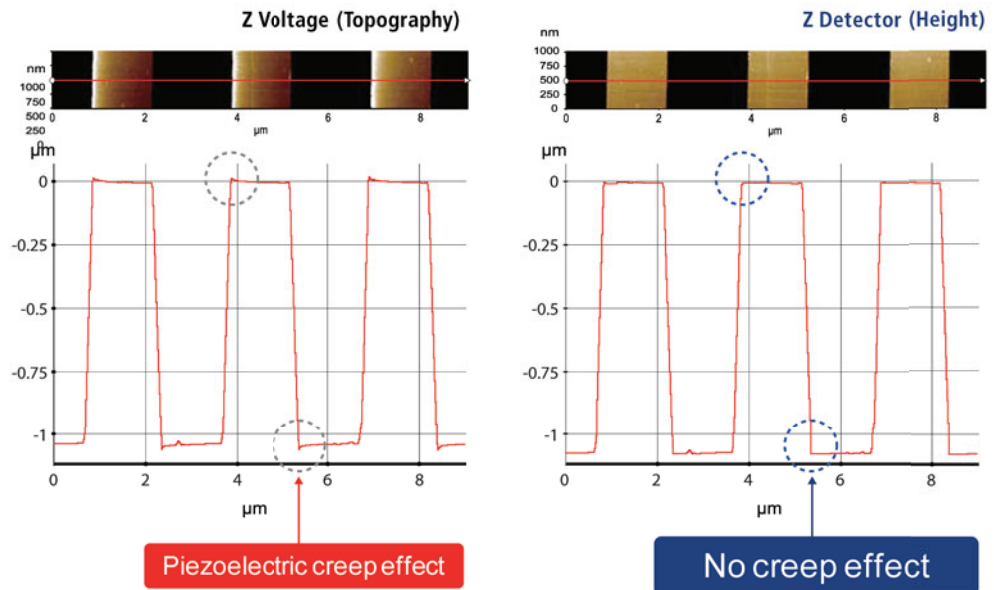 Z Voltage (Topography)
nm
1000
750
500
250
0
0 2 4 6 8
µm
µm
0
-0.25
-0.5
-0.75
-1
0 2 4 6 8
µm
Piezoelectric creep effect
Z Detector (Height)
nm
1000
750
500
250
0
0 2 4 6 8
µm
µm
0
-0.25
-0.5
-0.75
-1
0 2 4 6 8
µm
No creep effect